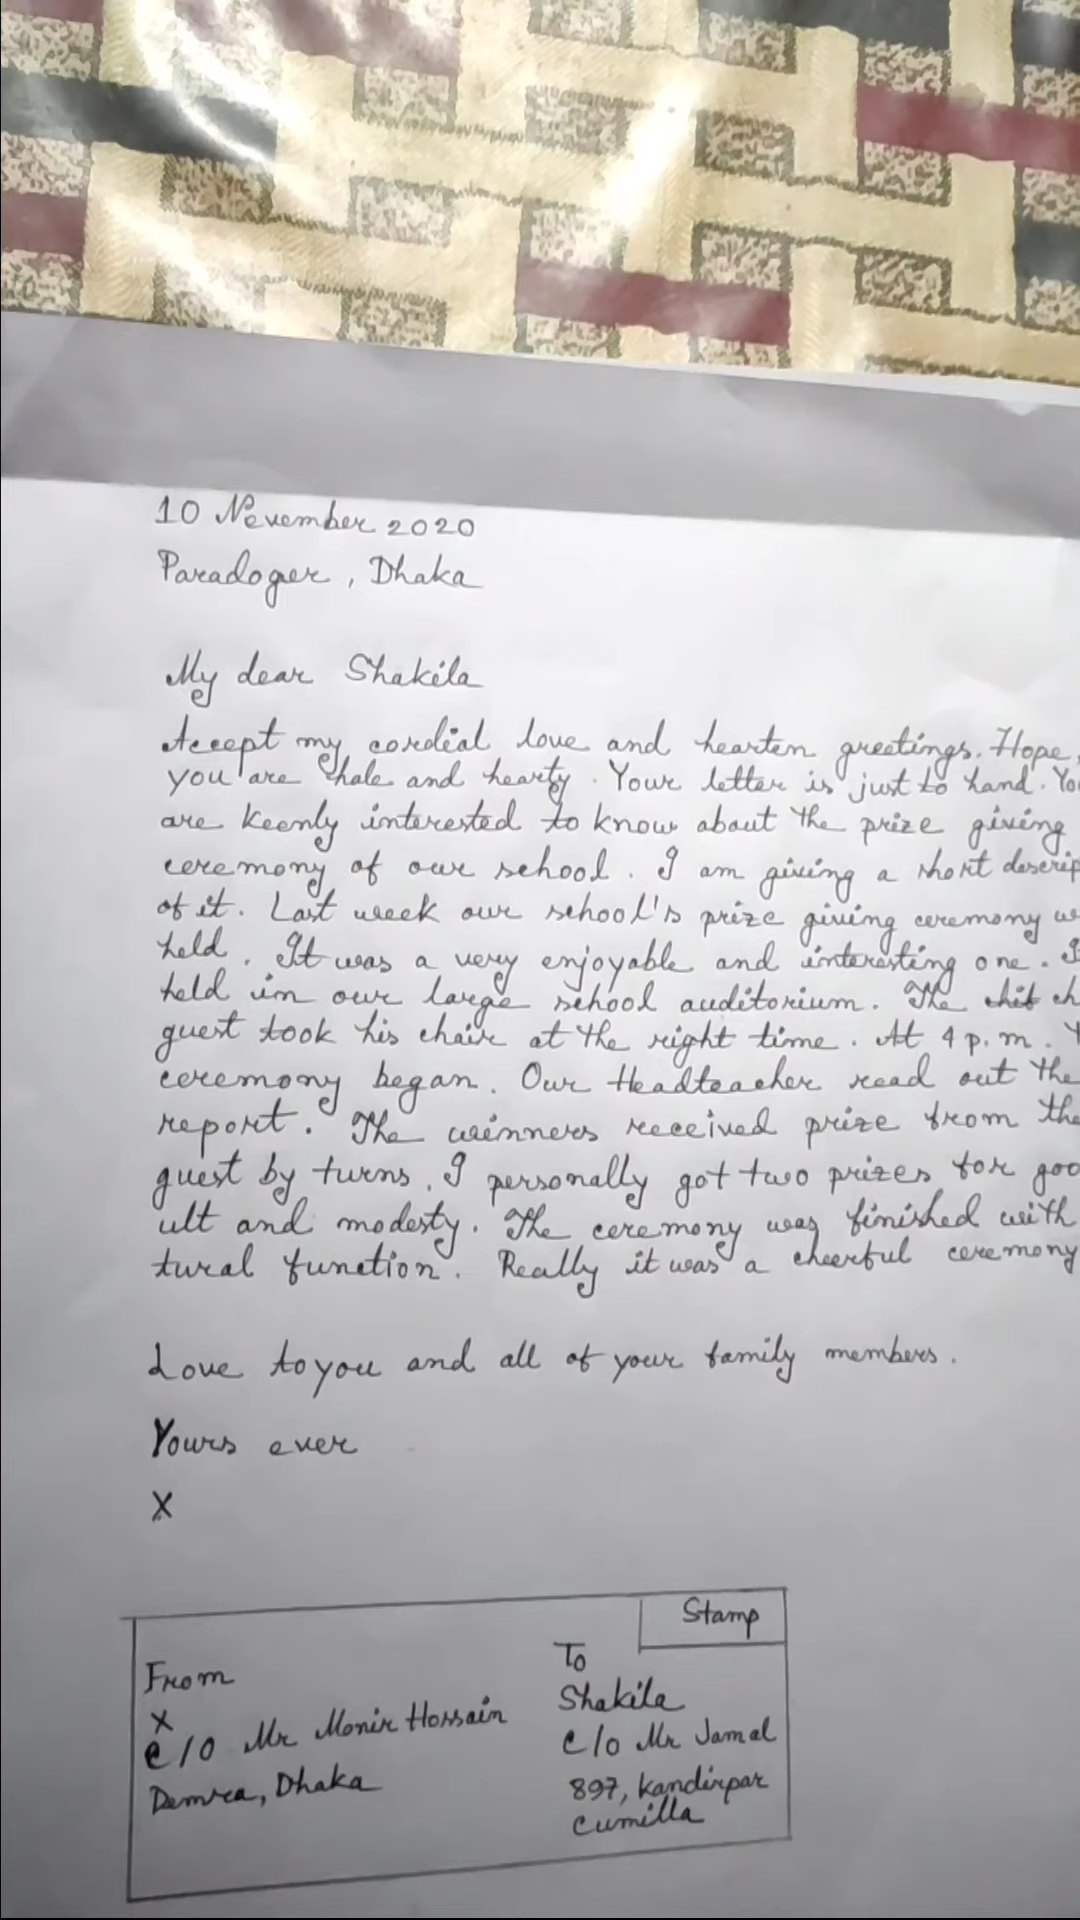 10 November 2020
Paradoger, Dhaka
My dear Shakila
Accept my cordial love and hearten greetings. Hope,
you are hale and hearty. Your letter is just to hand. You
are keenly interested to know about the prize giving
ceremony of our school. I am giving a short descrip
of it. Last week our school's prize giving ceremony w
held. It was a very enjoyable and interesting one. I
held in our large school auditorium. The chif ch
guest took his chair at the right time. At 4 p.m. t
ceremony began. Our Headteacher read out the
report. The winners received prize from the
guest by turns. I personally got two prizes for goo
ult and modesty. The ceremony was finished with
tural function. Really it was a cheerful ceremony
Love to you and all of your family members.
Yours ever
X
Stamp
From
X
C/O Mr Monir Hossain
Demra, Dhaka
To
Shakila
C/o Mr Jamal
897, Kandirpar
Cumilla